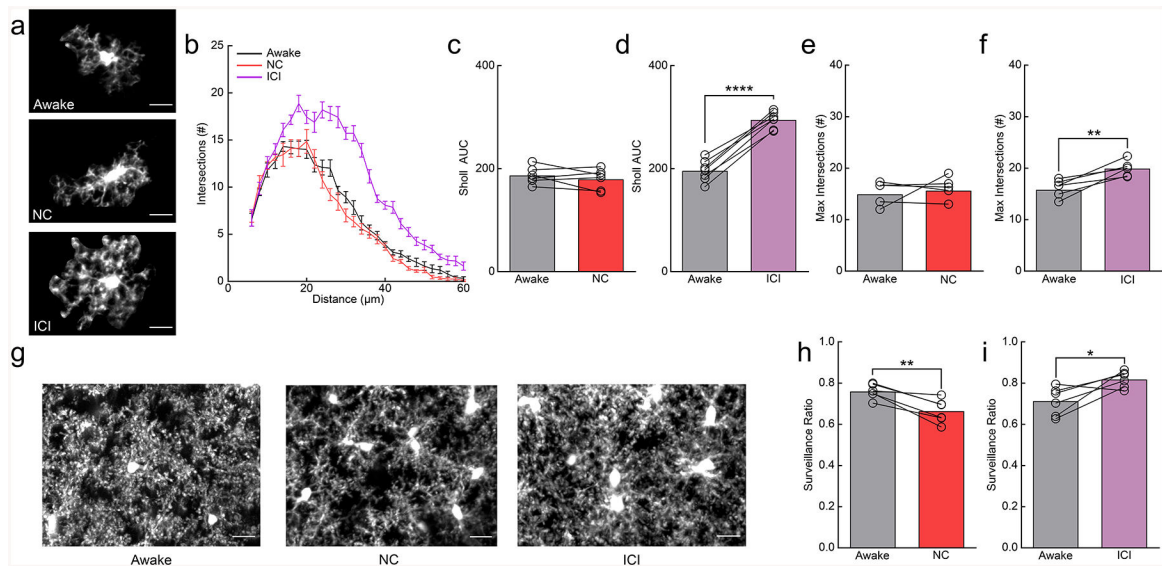 a
Awake
NC
ICI
b
Intersections (#)
25
20
15
10
5
0
Awake
NC
ICI
0 20 40 60
Distance (µm)
c
Sholl AUC
400
200
0
Awake NC
d
Sholl AUC
400
200
0
****
Awake ICI
e
Max Intersections (#)
40
30
20
10
0
Awake NC
f
Max Intersections (#)
40
30
20
10
0
**
Awake ICI
g
Awake
NC
ICI
h
Surveillance Ratio
1.0
0.8
0.6
0.4
0.2
0.0
**
Awake NC
i
Surveillance Ratio
1.0
0.8
0.6
0.4
0.2
0.0
*
Awake ICI